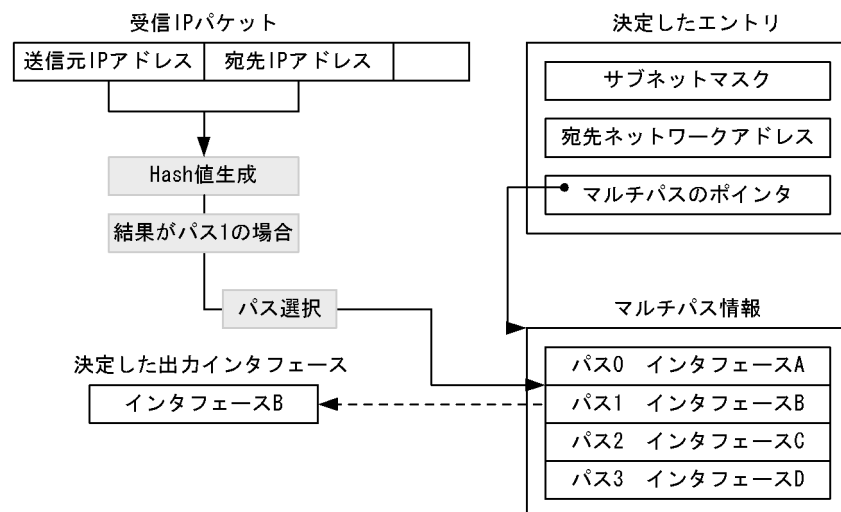 受信IPパケット
送信元IPアドレス 宛先IPアドレス
Hash値生成
結果がパス1の場合
パス選択
決定した出力インタフェース
インタフェースB
決定したエントリ
サブネットマスク
宛先ネットワークアドレス
マルチパスのポインタ
マルチパス情報
パス0 インタフェースA
パス1 インタフェースB
パス2 インタフェースC
パス3 インタフェースD